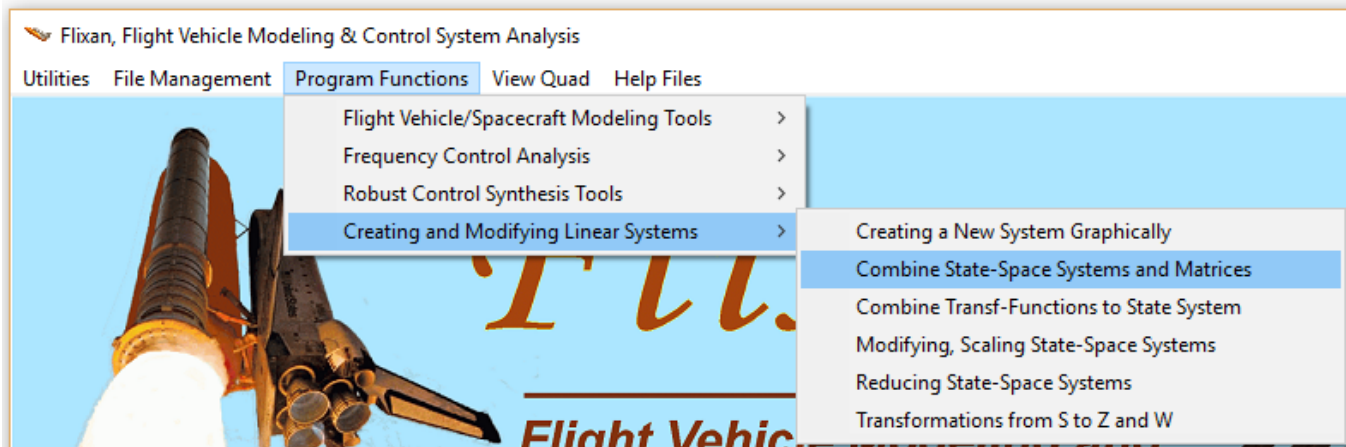 Flixan, Flight Vehicle Modeling & Control System Analysis
Utilities File Management Program Functions View Quad Help Files
Flight Vehicle/Spacecraft Modeling Tools
Frequency Control Analysis
Robust Control Synthesis Tools
Creating and Modifying Linear Systems
Creating a New System Graphically
Combine State-Space Systems and Matrices
Combine Transf-Functions to State System
Modifying, Scaling State-Space Systems
Reducing State-Space Systems
Transformations from S to Z and W
Flight Vehic